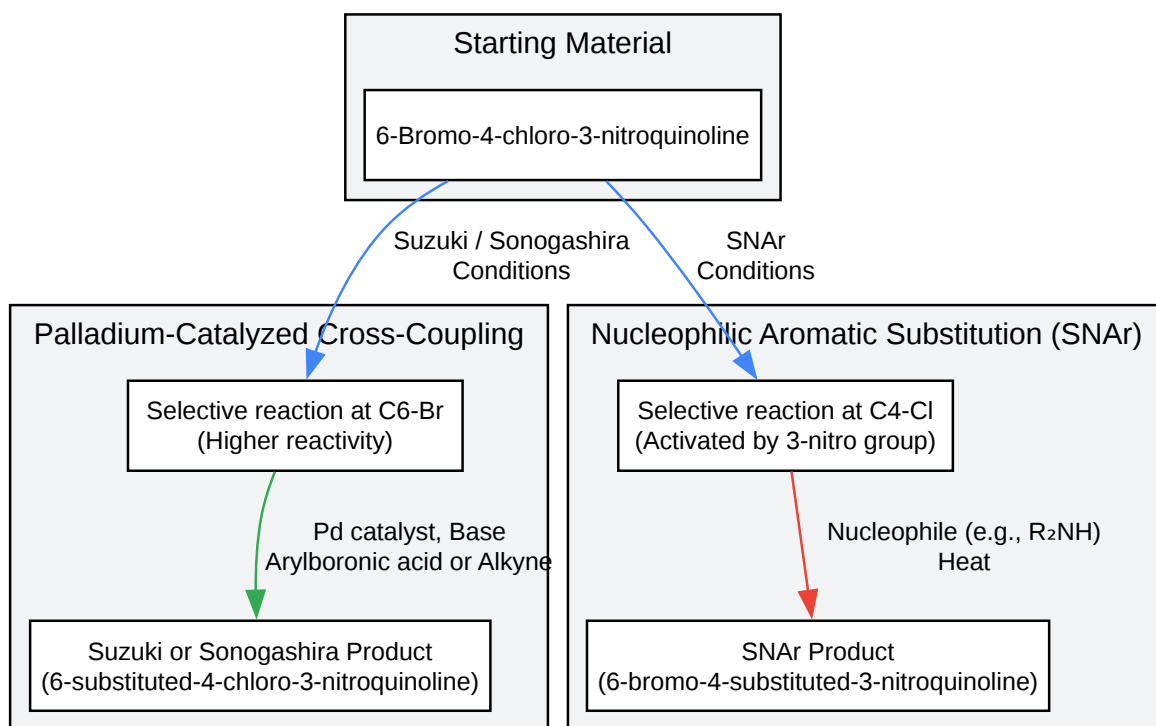 Starting Material
6-Bromo-4-chloro-3-nitroquinoline
Suzuki / Sonogashira
Conditions
SNAr
Conditions
Palladium-Catalyzed Cross-Coupling
Selective reaction at C6-Br
(Higher reactivity)
Pd catalyst, Base
Arylboronic acid or Alkyne
Suzuki or Sonogashira Product
(6-substituted-4-chloro-3-nitroquinoline)
Nucleophilic Aromatic Substitution (SNAr)
Selective reaction at C4-Cl
(Activated by 3-nitro group)
Nucleophile (e.g., R₂NH)
Heat
SNAr Product
(6-bromo-4-substituted-3-nitroquinoline)